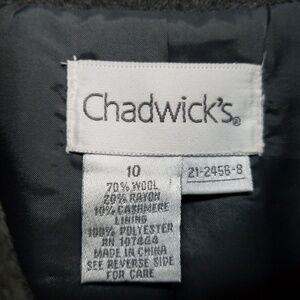 Chadwick's®
10
70% WOOL
20% RAYON
10% CASHMERE
LINING
100% POLYESTER
RN 107444
MADE IN CHINA
SEE REVERSE SIDE
FOR CARE
21-2456-8